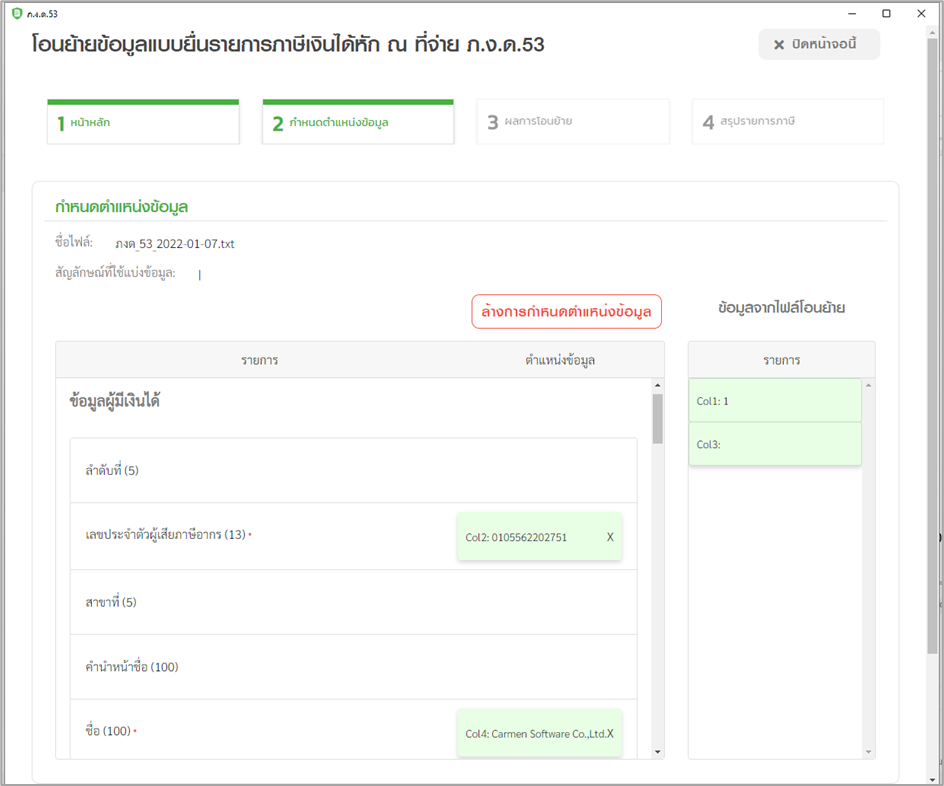 ภ.ง.ด.53
โอนย้ายข้อมูลแบบยื่นรายการภาษีเงินได้หัก ณ ที่จ่าย ภ.ง.ด.53
✕ ปิดหน้าจอนี้
1 หน้าหลัก
2 กำหนดตำแหน่งข้อมูล
3 ผลการโอนย้าย
4 สรุปรายการภาษี
กำหนดตำแหน่งข้อมูล
ชื่อไฟล์: ภงด_53_2022-01-07.txt
สัญลักษณ์ที่ใช้แบ่งข้อมูล: |
ล้างการกำหนดตำแหน่งข้อมูล
ข้อมูลจากไฟล์โอนย้าย
รายการ ตำแหน่งข้อมูล
รายการ
ข้อมูลผู้มีเงินได้
Col1: 1
Col3:
ลำดับที่ (5)
เลขประจำตัวผู้เสียภาษีอากร (13) *
Col2: 0105562202751 X
สาขาที่ (5)
คำนำหน้าชื่อ (100)
ชื่อ (100) *
Col4: Carmen Software Co.,Ltd.X